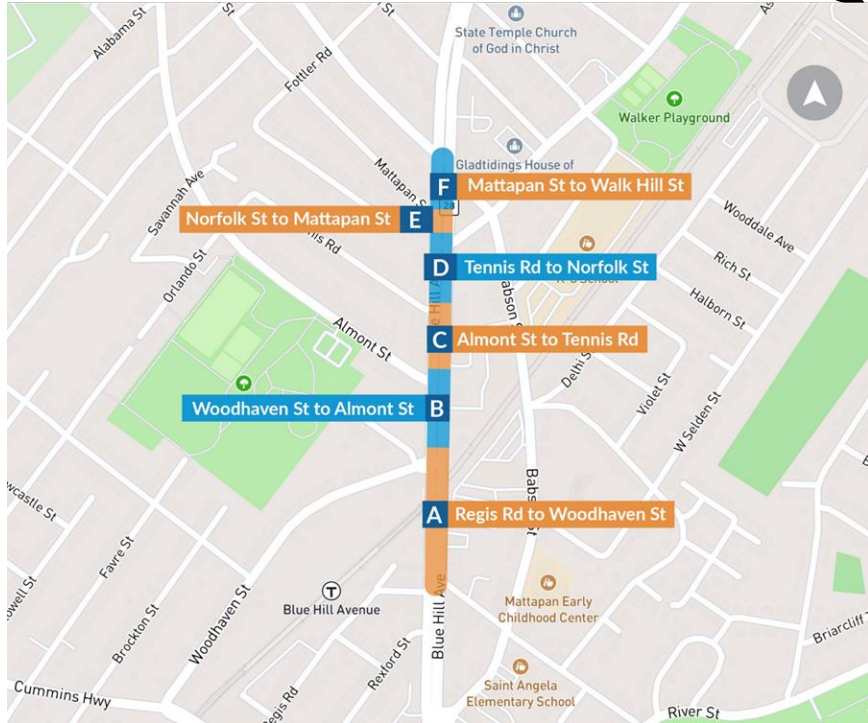 State Temple Church
of God in Christ
Alabama St
Fottler Rd
Walker Playground
Gladtidings House of
Mattapan S
F Mattapan St to Walk Hill St
28
Norfolk St to Mattapan St E
Savannah Ave
Wooddale Ave
Orlando St
D Tennis Rd to Norfolk St
Rich St
Halborn St
Almont St
C Almont St to Tennis Rd
Delhi S
Violet St
W Selden St
Woodhaven St to Almont St B
A Regis Rd to Woodhaven St
Favre St
Brockton St
Woodhaven St
T
Blue Hill Avenue
Blue Hill Ave
Mattapan Early
Childhood Center
Briarcliff
Rexford St
Regis Rd
Cummins Hwy
Saint Angela
Elementary School
River St